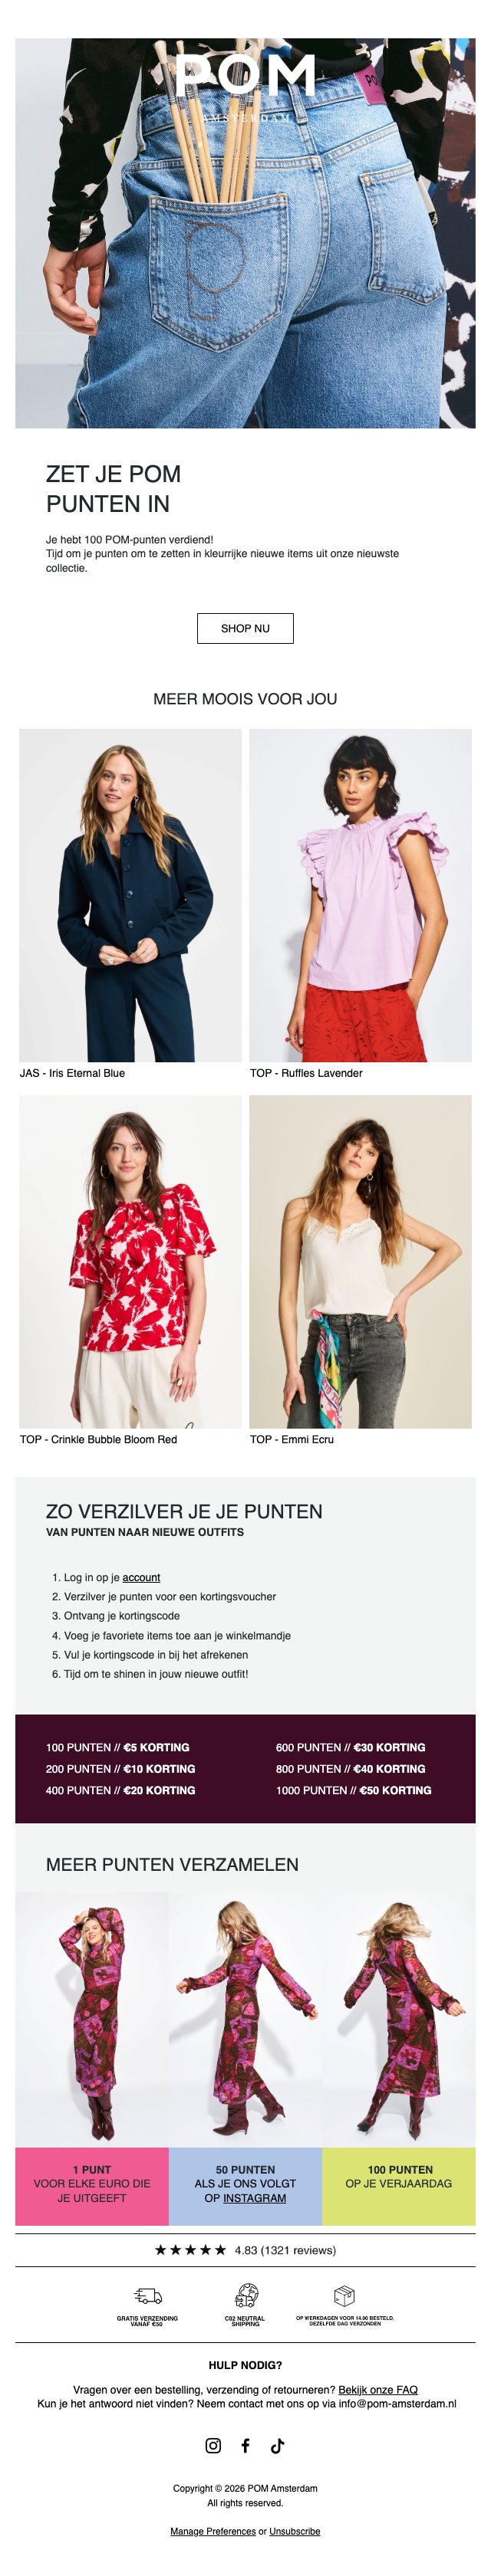 POM
AMSTERDAM
PO
ZET JE POM
PUNTEN IN
Je hebt 100 POM-punten verdiend!
Tijd om je punten om te zetten in kleurrijke nieuwe items uit onze nieuwste
collectie.
SHOP NU
MEER MOOIS VOOR JOU
JAS - Iris Eternal Blue
TOP - Ruffles Lavender
TOP - Crinkle Bubble Bloom Red
TOP - Emmi Ecru
ZO VERZILVER JE JE PUNTEN
VAN PUNTEN NAAR NIEUWE OUTFITS
1. Log in op je account
2. Verzilver je punten voor een kortingsvoucher
3. Ontvang je kortingscode
4. Voeg je favoriete items toe aan je winkelmandje
5. Vul je kortingscode in bij het afrekenen
6. Tijd om te shinen in jouw nieuwe outfit!
100 PUNTEN // €5 KORTING
200 PUNTEN // €10 KORTING
400 PUNTEN // €20 KORTING
600 PUNTEN // €30 KORTING
800 PUNTEN // €40 KORTING
1000 PUNTEN // €50 KORTING
MEER PUNTEN VERZAMELEN
1 PUNT
VOOR ELKE EURO DIE
JE UITGEEFT
50 PUNTEN
ALS JE ONS VOLGT
OP INSTAGRAM
100 PUNTEN
OP JE VERJAARDAG
★★★★★ 4.83 (1321 reviews)
GRATIS VERZENDING
VANAF €50
C02 NEUTRAL
SHIPPING
OP WERKDAGEN VOOR 14.00 BESTELD,
DEZELFDE DAG VERZONDEN
HULP NODIG?
Vragen over een bestelling, verzending of retourneren? Bekijk onze FAQ
Kun je het antwoord niet vinden? Neem contact met ons op via info@pom-amsterdam.nl
Copyright © 2026 POM Amsterdam
All rights reserved.
Manage Preferences or Unsubscribe